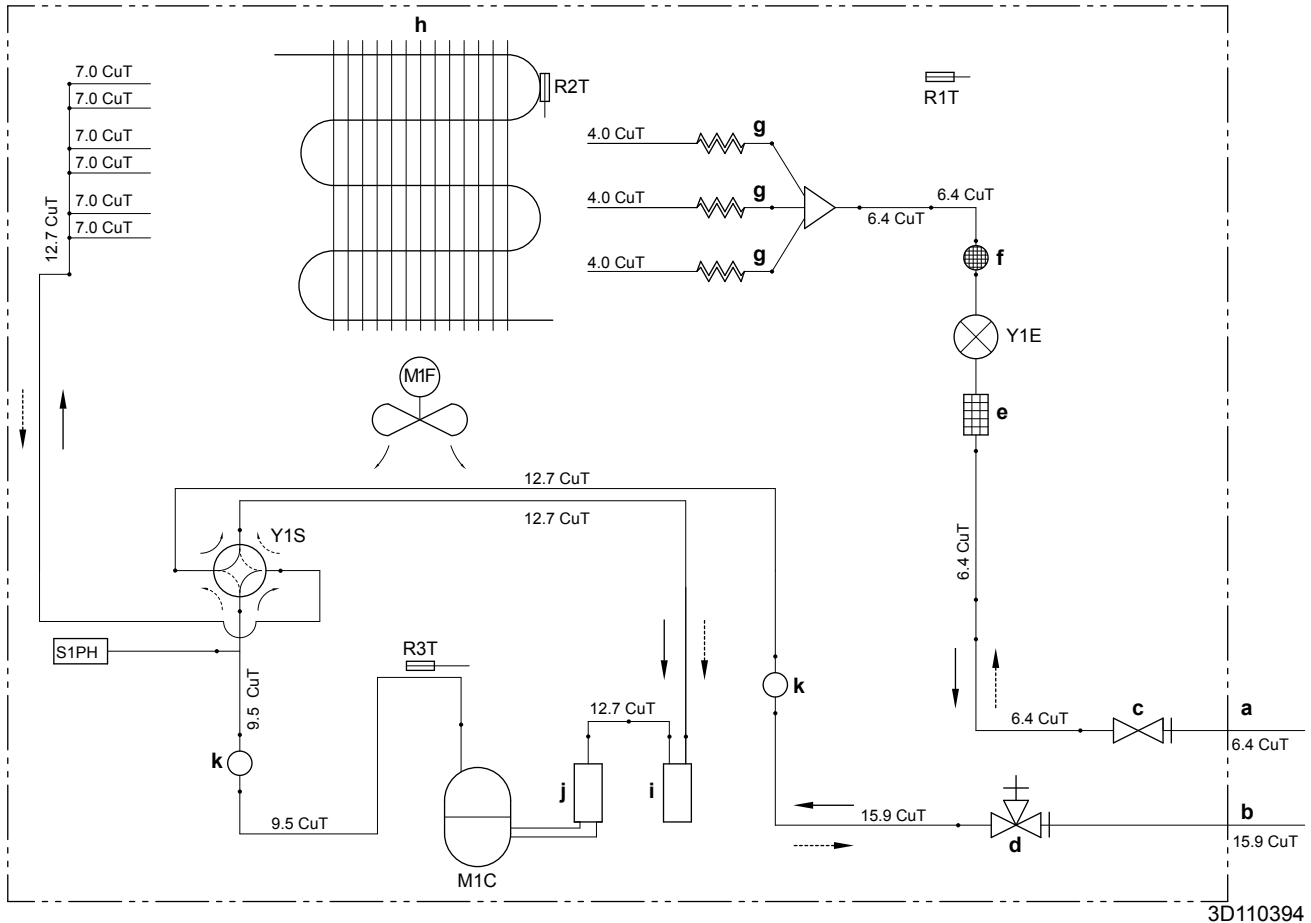 h
7.0 CuT
7.0 CuT
7.0 CuT
7.0 CuT
7.0 CuT
7.0 CuT
12.7 CuT
R2T
R1T
4.0 CuT
g
4.0 CuT
g
4.0 CuT
g
6.4 CuT
6.4 CuT
f
Y1E
e
M1F
12.7 CuT
12.7 CuT
Y1S
6.4 CuT
S1PH
R3T
9.5 CuT
k
12.7 CuT
k
6.4 CuT
c
a
6.4 CuT
j
i
9.5 CuT
15.9 CuT
d
b
15.9 CuT
M1C
3D110394